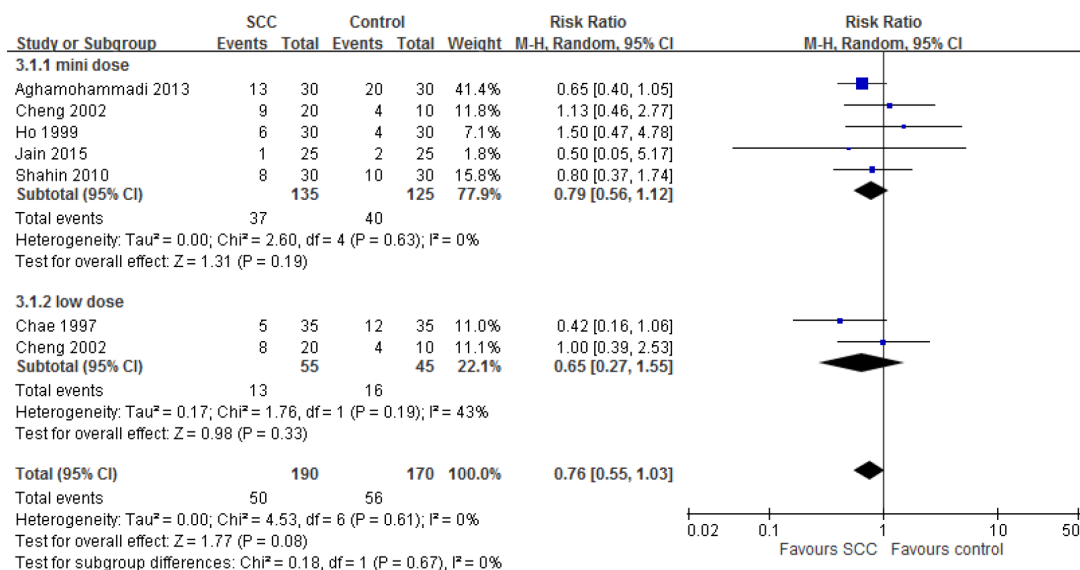 SCC Control Risk Ratio Risk Ratio
Study or Subgroup Events Total Events Total Weight M-H, Random, 95% CI M-H, Random, 95% CI
3.1.1 mini dose
Aghamohammadi 2013 13 30 20 30 41.4% 0.65 [0.40, 1.05]
Cheng 2002 9 20 4 10 11.8% 1.13 [0.46, 2.77]
Ho 1999 6 30 4 30 7.1% 1.50 [0.47, 4.78]
Jain 2015 1 25 2 25 1.8% 0.50 [0.05, 5.17]
Shahin 2010 8 30 10 30 15.8% 0.80 [0.37, 1.74]
Subtotal (95% CI) 135 125 77.9% 0.79 [0.56, 1.12]
Total events 37 40
Heterogeneity: Tau² = 0.00; Chi² = 2.60, df = 4 (P = 0.63); I² = 0%
Test for overall effect: Z = 1.31 (P = 0.19)
3.1.2 low dose
Chae 1997 5 35 12 35 11.0% 0.42 [0.16, 1.06]
Cheng 2002 8 20 4 10 11.1% 1.00 [0.39, 2.53]
Subtotal (95% CI) 55 45 22.1% 0.65 [0.27, 1.55]
Total events 13 16
Heterogeneity: Tau² = 0.17; Chi² = 1.76, df = 1 (P = 0.19); I² = 43%
Test for overall effect: Z = 0.98 (P = 0.33)
Total (95% CI) 190 170 100.0% 0.76 [0.55, 1.03]
Total events 50 56
Heterogeneity: Tau² = 0.00; Chi² = 4.53, df = 6 (P = 0.61); I² = 0%
Test for overall effect: Z = 1.77 (P = 0.08)
Test for subgroup differences: Chi² = 0.18, df = 1 (P = 0.67), I² = 0%
0.02 0.1 1 10 50
Favours SCC Favours control